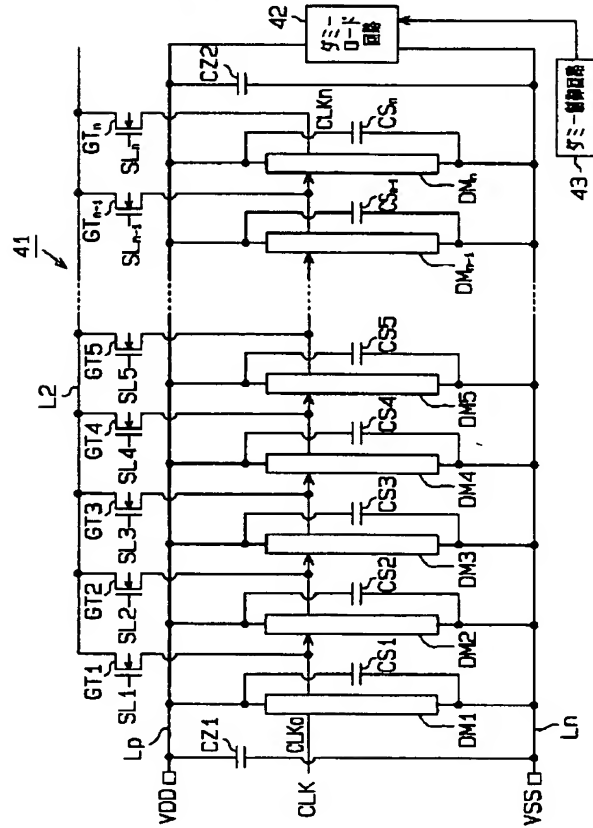 41
L2
GT1
GT2
GT3
GT4
GT5
GTn-1
GTn
SL1
SL2
SL3
SL4
SL5
SLn-1
SLn
VDD
Lp
CZ1
CZ2
42
ダミー
ロード
回路
CLK
CLK0
CLKn
CS1
CS2
CS3
CS4
CS5
CSn-1
CSn
DM1
DM2
DM3
DM4
DM5
DMn-1
DMn
VSS
Ln
43
ダミー制御回路